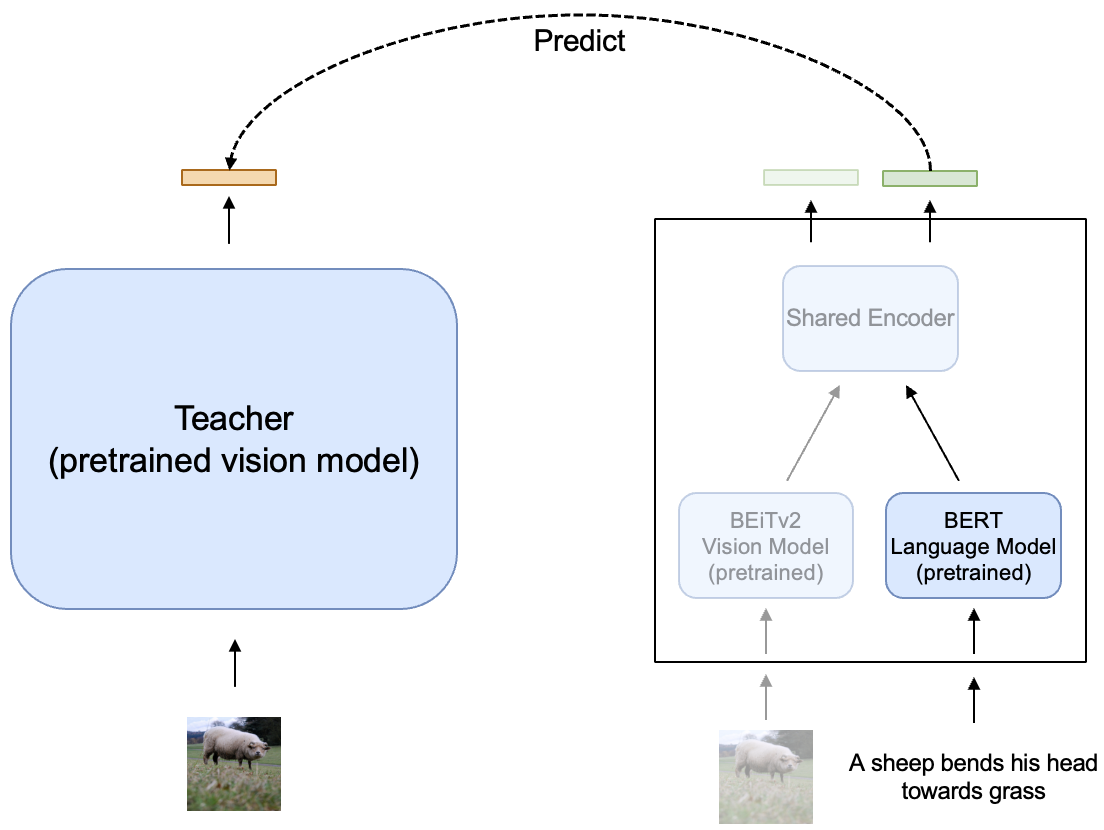 Predict
Teacher
(pretrained vision model)
Shared Encoder
BEiTv2
Vision Model
(pretrained)
BERT
Language Model
(pretrained)
A sheep bends his head
towards grass